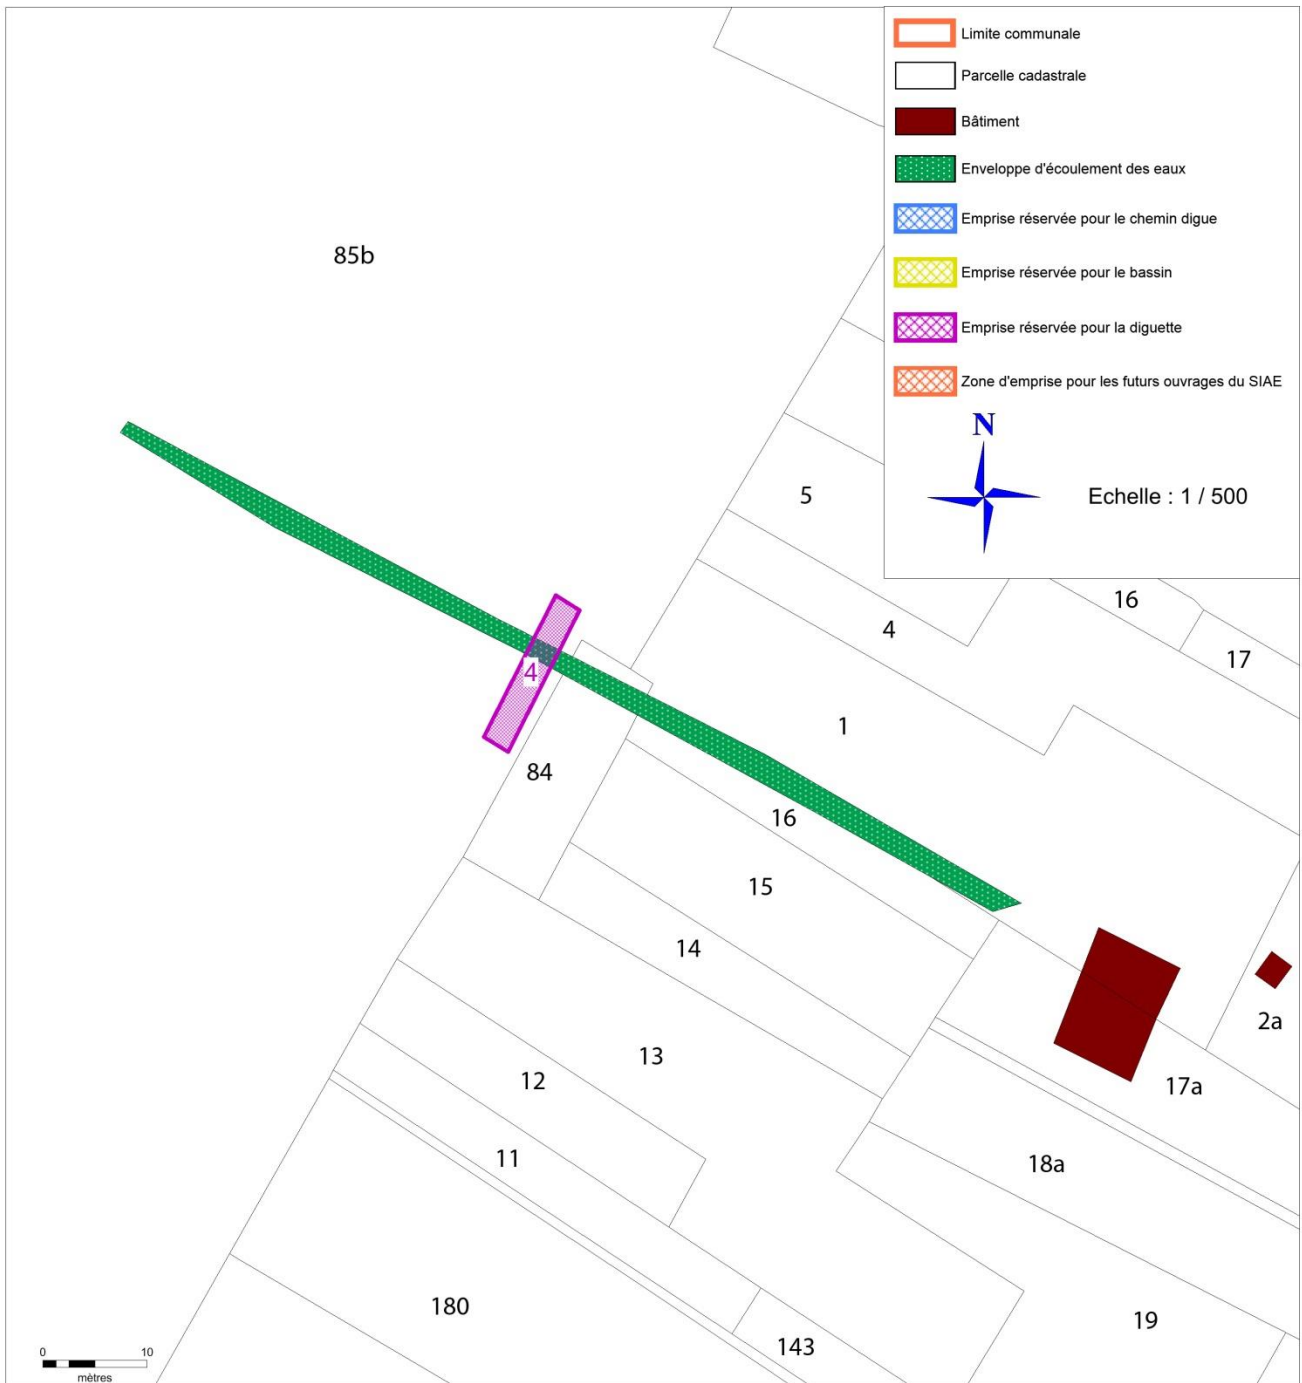 Limite communale
Parcelle cadastrale
Bâtiment
Enveloppe d'écoulement des eaux
Emprise réservée pour le chemin digue
Emprise réservée pour le bassin
Emprise réservée pour la diguette
Zone d'emprise pour les futurs ouvrages du SIAE
N
Echelle : 1 / 500
85b
5
16
4
17
4
1
84
16
15
14
2a
13
12
17a
11
18a
180
19
143
0 10
mètres